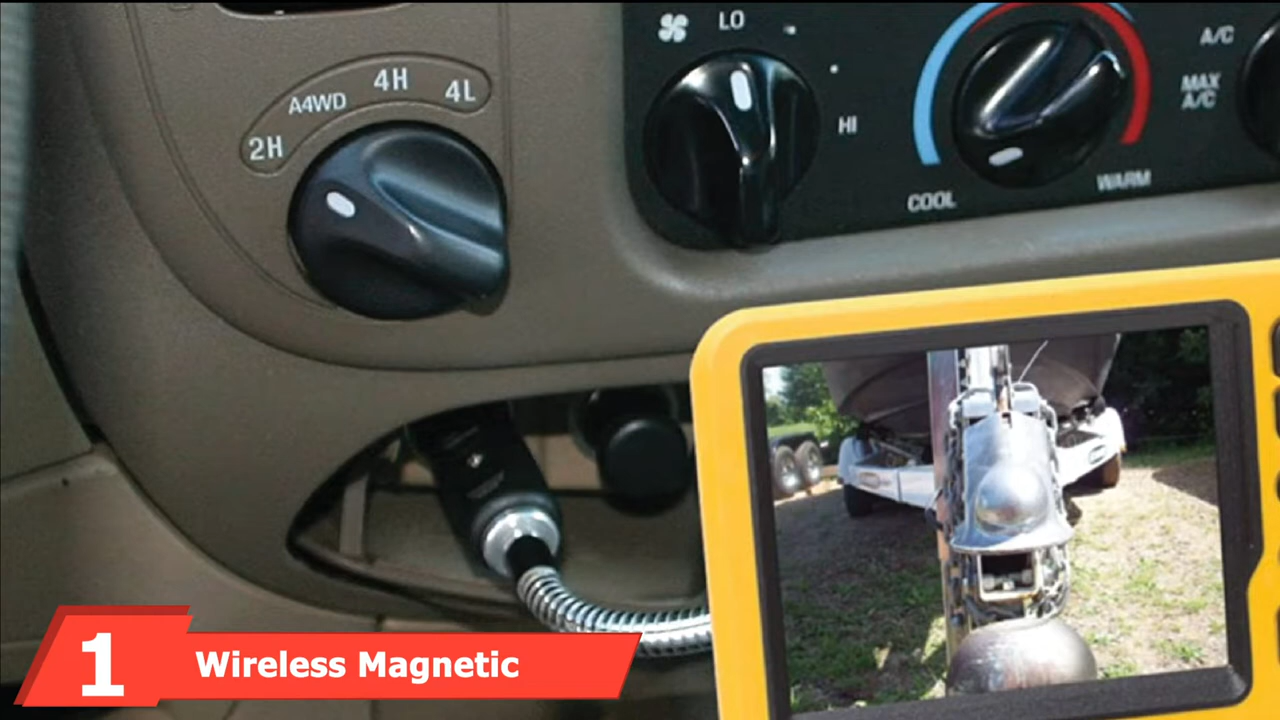 LO
HI
COOL
WARM
A/C
MAX
A/C
4H
A4WD
4L
2H
1
Wireless Magnetic